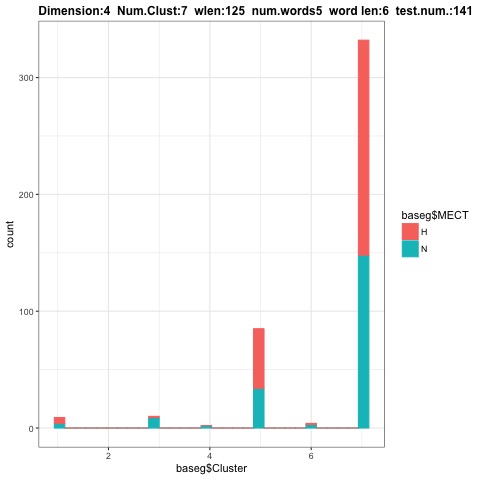 Dimension:4  Num.Clust:7  wlen:125  num.words5  word len:6  test.num.:141
300
200
100
0
count
2
4
6
baseg$Cluster
baseg$MECT
H
N